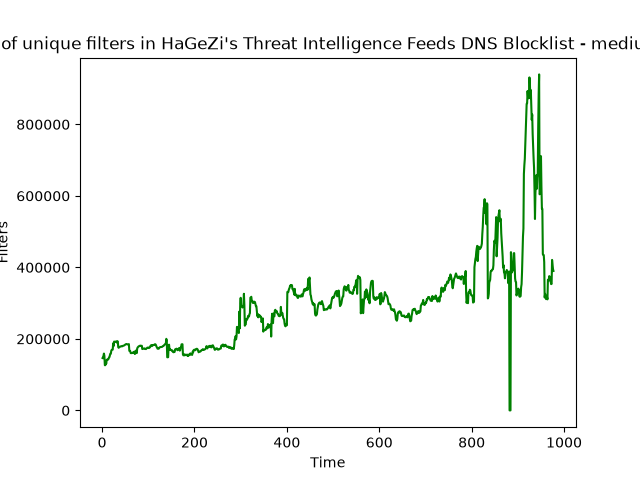 of unique filters in HaGeZi's Threat Intelligence Feeds DNS Blocklist - mediu
Filters
800000
600000
400000
200000
0
0 200 400 600 800 1000
Time